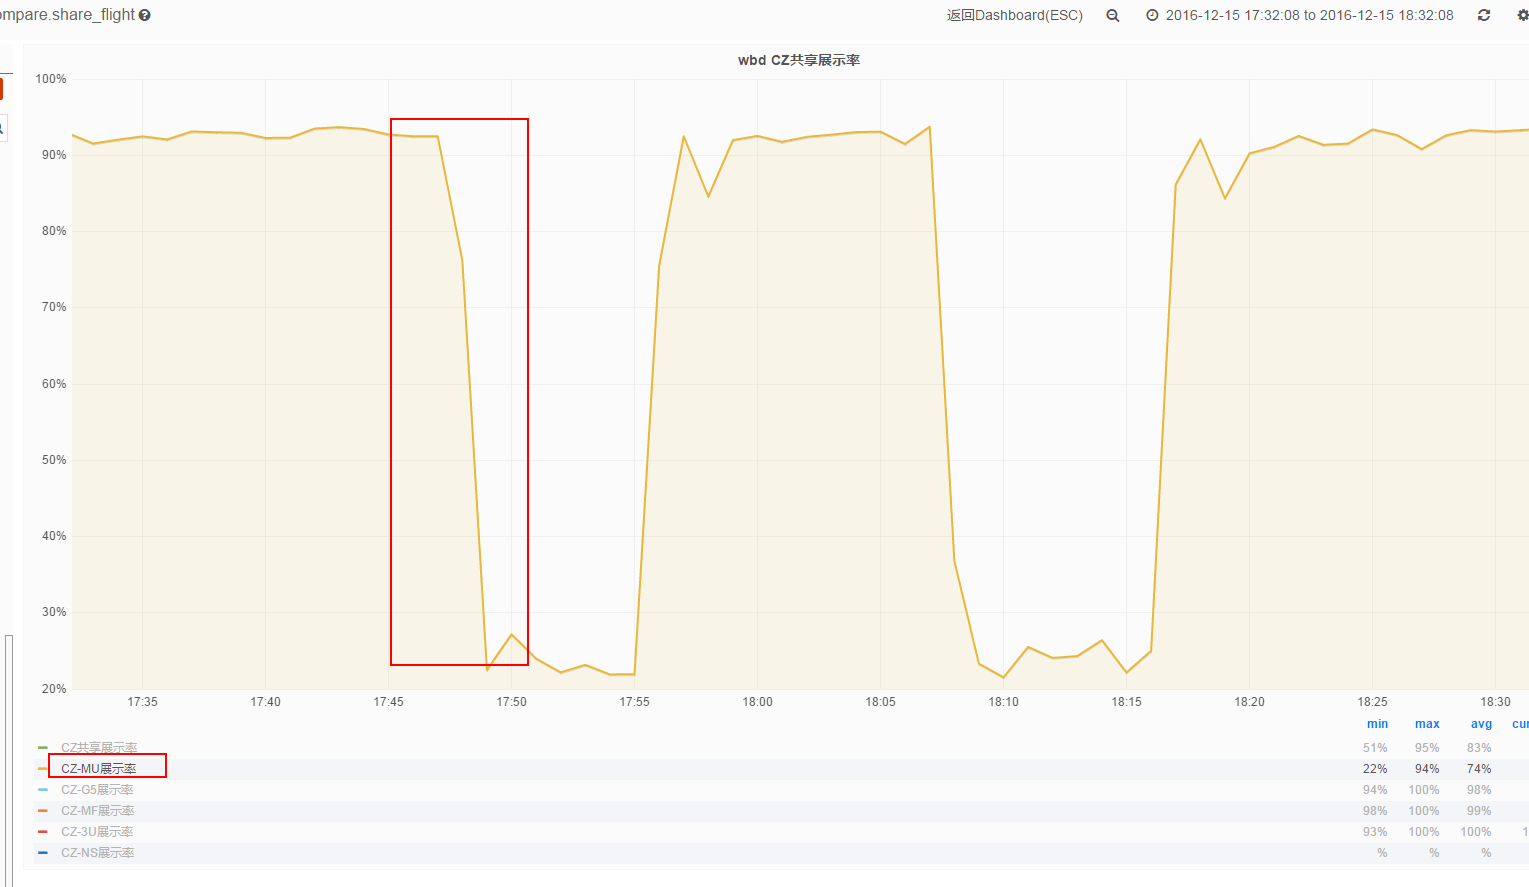 ompare.share_flight
返回Dashboard(ESC) 2016-12-15 17:32:08 to 2016-12-15 18:32:08
wbd CZ共享展示率
100%
90%
80%
70%
60%
50%
40%
30%
20%
17:35 17:40 17:45 17:50 17:55 18:00 18:05 18:10 18:15 18:20 18:25 18:30
min max avg cur
CZ共享展示率 51% 95% 83%
CZ-MU展示率 22% 94% 74%
CZ-G5展示率 94% 100% 98%
CZ-MF展示率 98% 100% 99%
CZ-3U展示率 93% 100% 100% 1
CZ-NS展示率 % % %